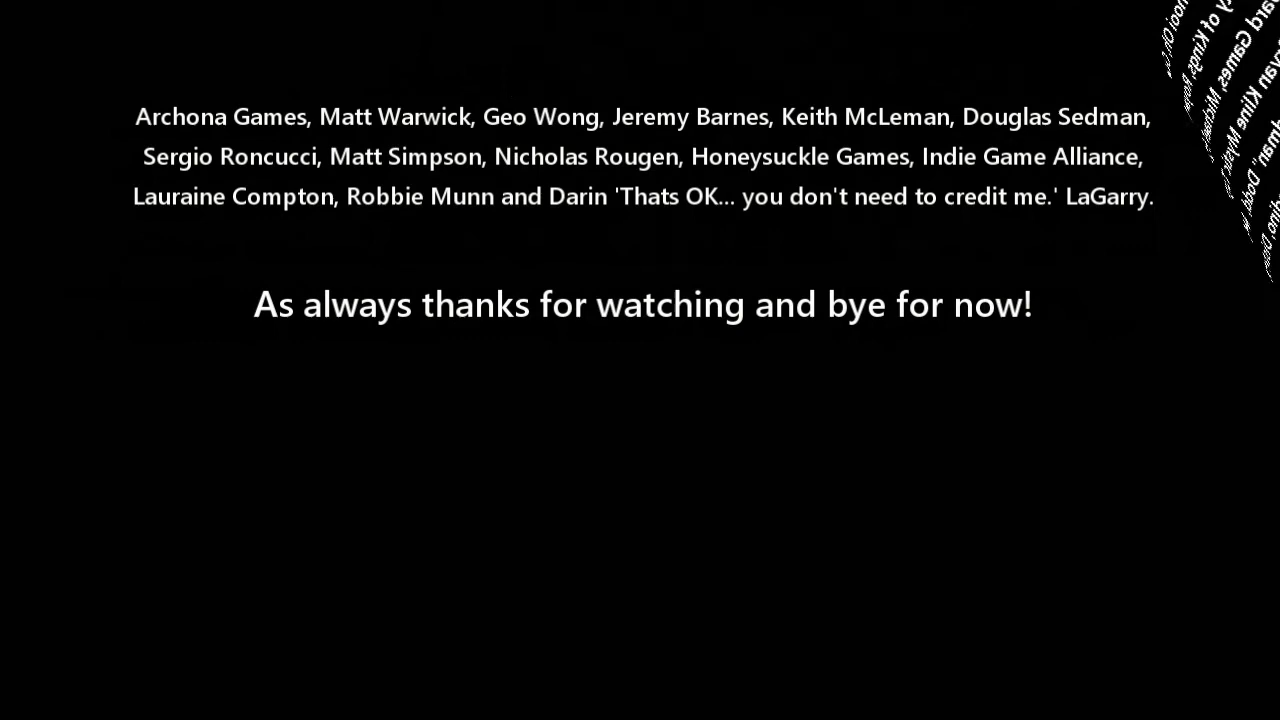 Archona Games, Matt Warwick, Geo Wong, Jeremy Barnes, Keith McLeman, Douglas Sedman,
Sergio Roncucci, Matt Simpson, Nicholas Rougen, Honeysuckle Games, Indie Game Alliance,
Lauraine Compton, Robbie Munn and Darin 'Thats OK... you don't need to credit me.' LaGarry.
As always thanks for watching and bye for now!